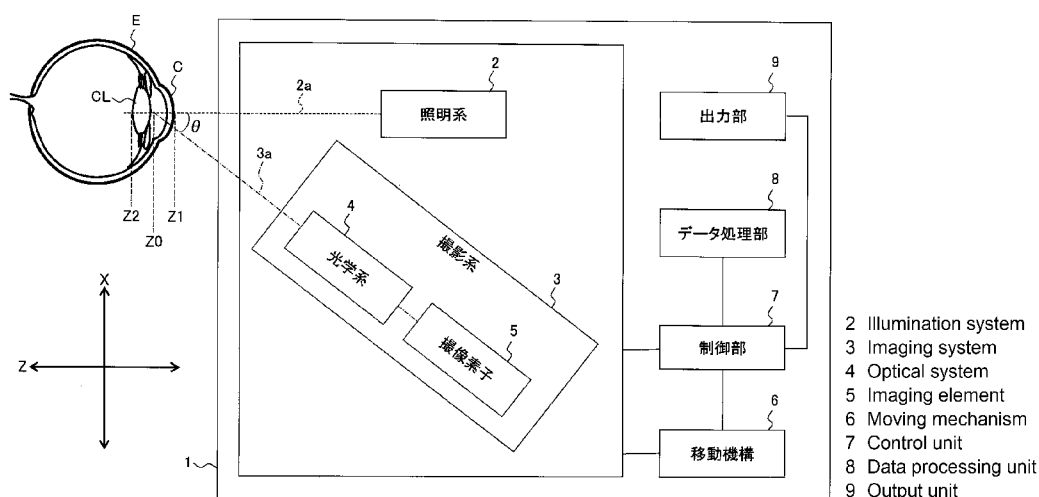 E
C
CL
2a
θ
3a
Z2
Z0
Z1
X
Z
1
2
照明系
4
光学系
撮影系
3
5
撮像素子
9
出力部
8
データ処理部
7
制御部
6
移動機構
2 Illumination system
3 Imaging system
4 Optical system
5 Imaging element
6 Moving mechanism
7 Control unit
8 Data processing unit
9 Output unit